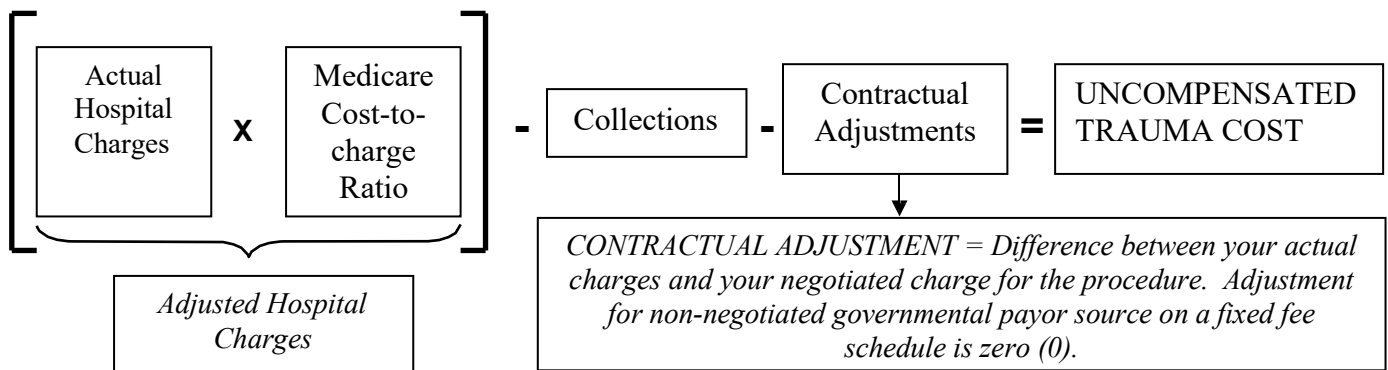 Actual
Hospital
Charges
x
Medicare
Cost-to-
charge
Ratio
-
Collections
-
Contractual
Adjustments
=
UNCOMPENSATED
TRAUMA COST
Adjusted Hospital
Charges
CONTRACTUAL ADJUSTMENT = Difference between your actual
charges and your negotiated charge for the procedure. Adjustment
for non-negotiated governmental payor source on a fixed fee
schedule is zero (0).